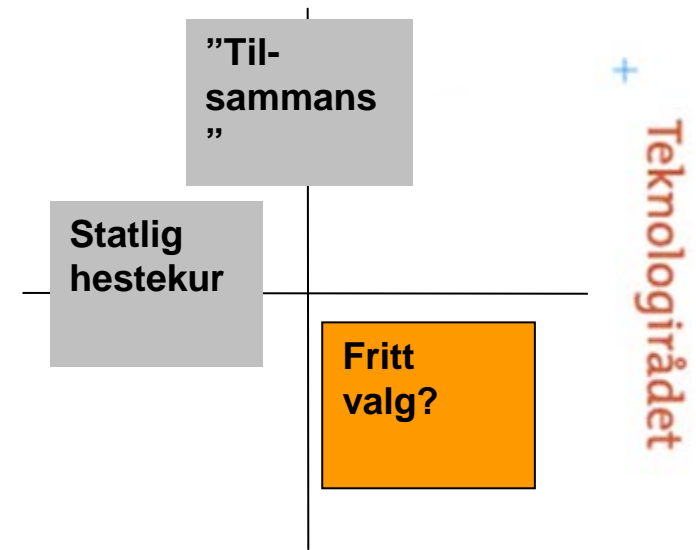 ”Til-
sammans
”
Statlig
hestekur
Fritt
valg?
Teknologirådet